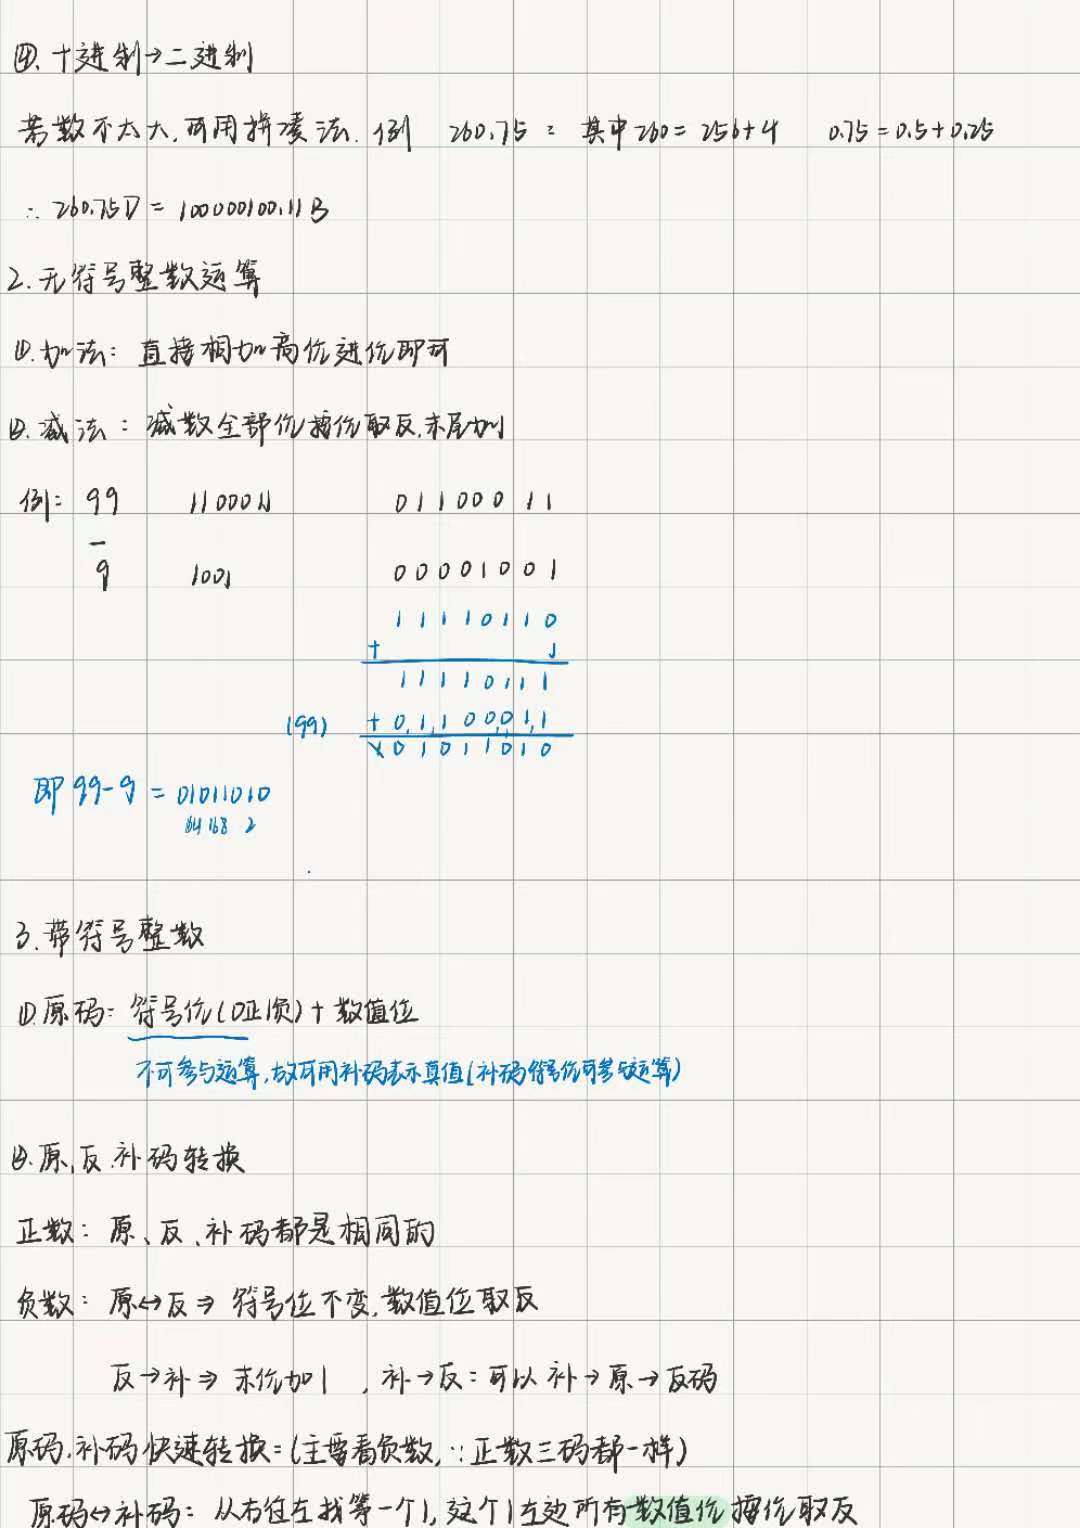 ④. 十进制→二进制
若数不太大,可用拼凑法. 例 260.75: 其中260=256+4 0.75=0.5+0.25
∴ 260.75D = 100000100.11B
2. 无符号整数运算
①. 加法: 直接相加高位进位即可
②. 减法: 减数全部位按位取反,末尾加1
例: 99 1100011 01100011
−
9 1001 00001001
11110110
+ 1
11110111
(99) + 01100011
101011010
即 99-9 = 01011010
64 16 8 2
3. 带符号整数
① 原码: 符号位(0正1负) + 数值位
不可参与运算,故可用补码表示真值(补码符号位可参与运算)
②. 原、反、补码转换
正数: 原、反、补码都是相同的
负数: 原↔反⇒ 符号位不变,数值位取反
反→补⇒ 末位加1 , 补→反: 可以 补→原→反码
原码,补码快速转换:(主要看负数,∵正数三码都一样)
原码↔补码: 从右往左找第一个1,这个1左边所有数值位按位取反